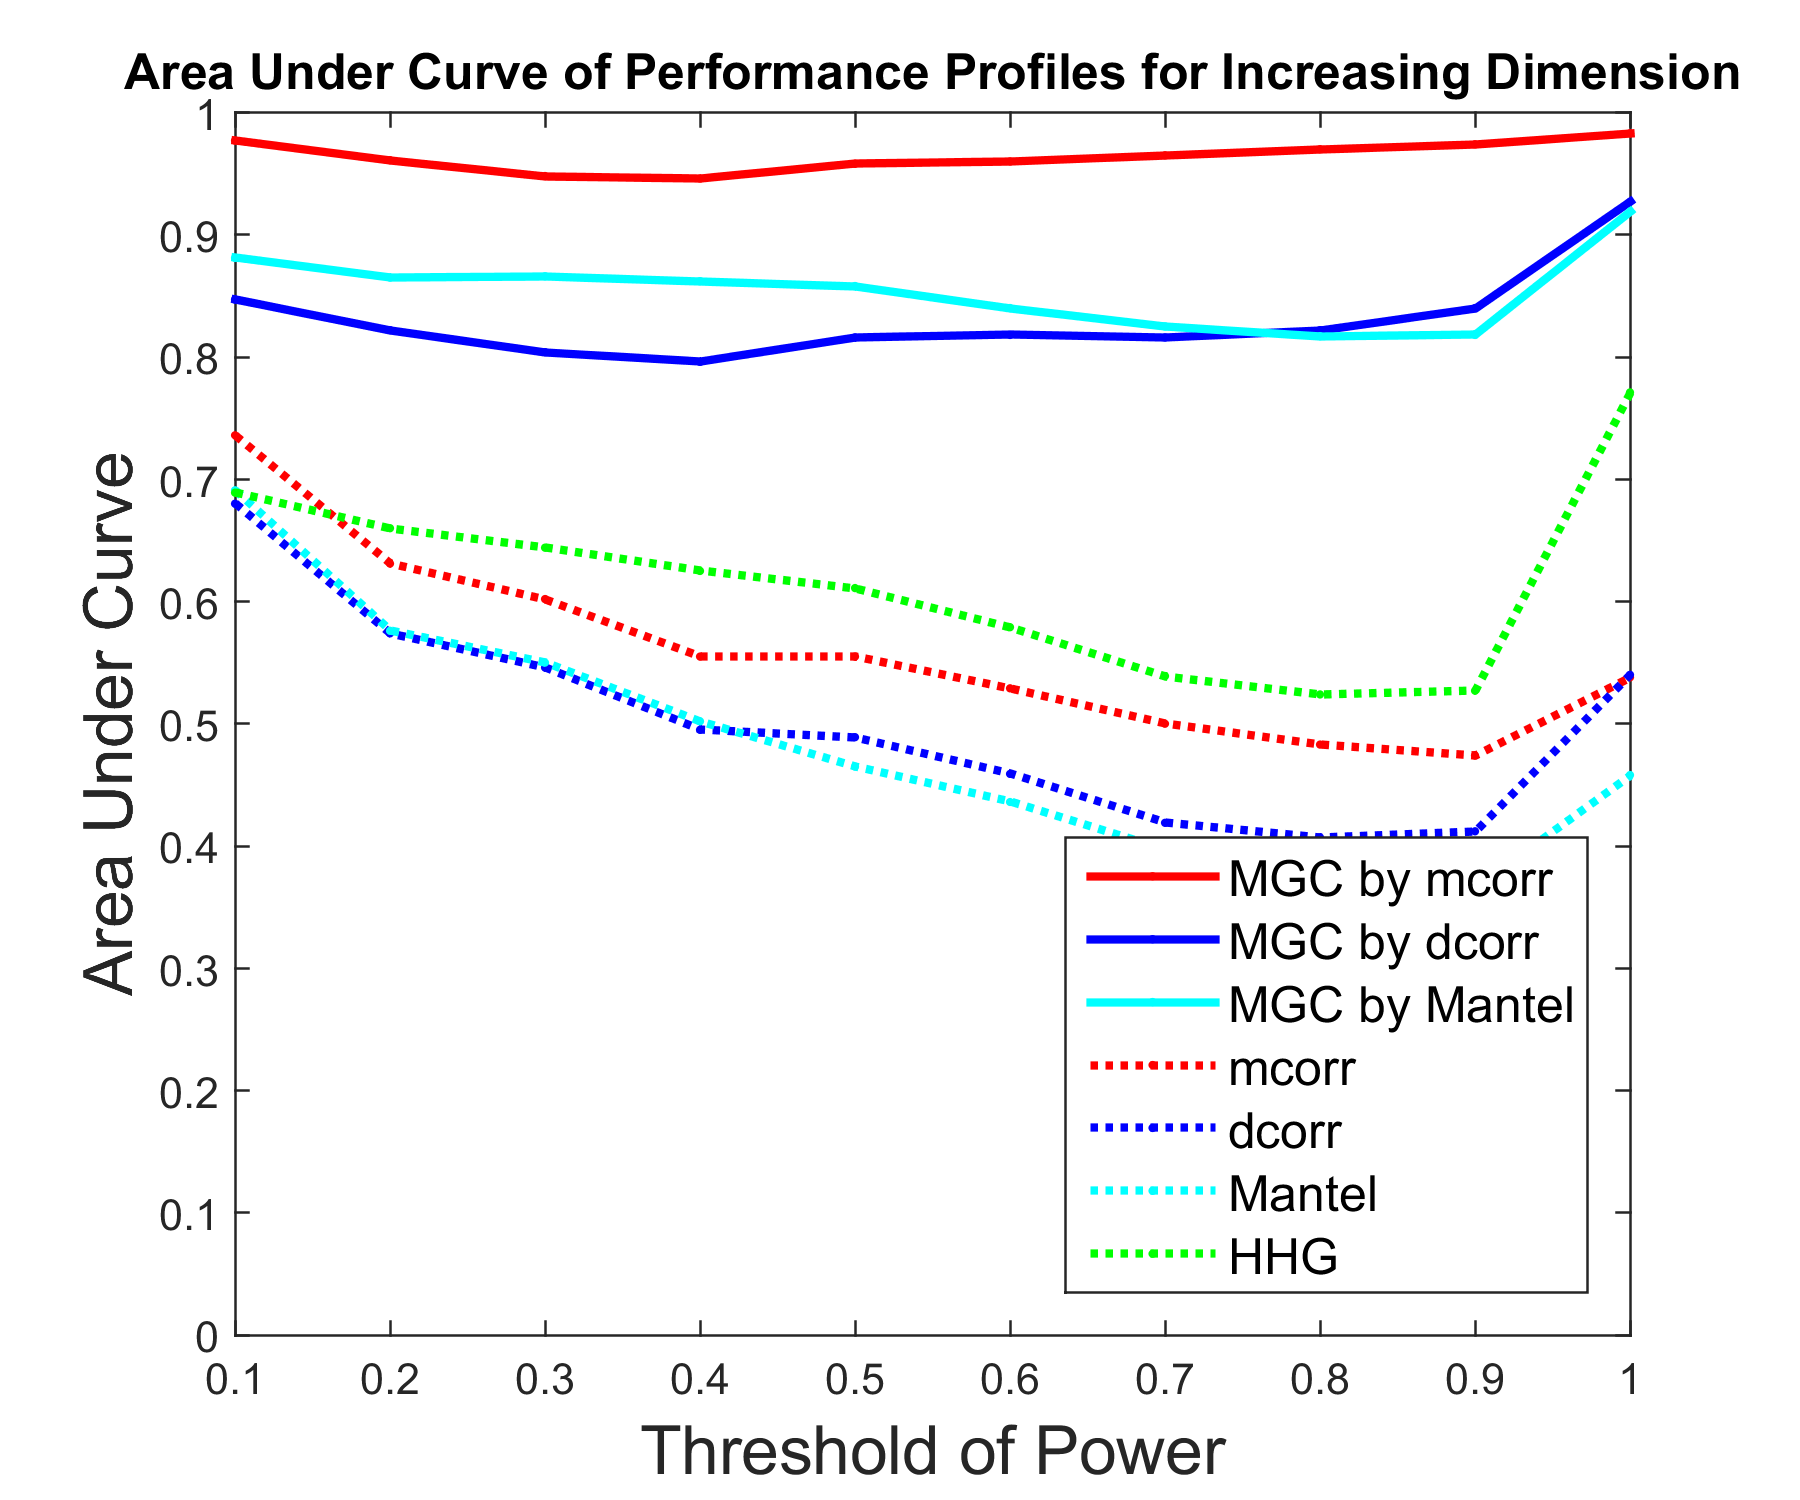 Area Under Curve of Performance Profiles for Increasing Dimension
1
0.9
0.8
0.7
0.6
0.5
0.4
0.3
0.2
0.1
0
Area Under Curve
MGC by mcorr
MGC by dcorr
MGC by Mantel
mcorr
dcorr
Mantel
HHG
0.1 0.2 0.3 0.4 0.5 0.6 0.7 0.8 0.9 1
Threshold of Power